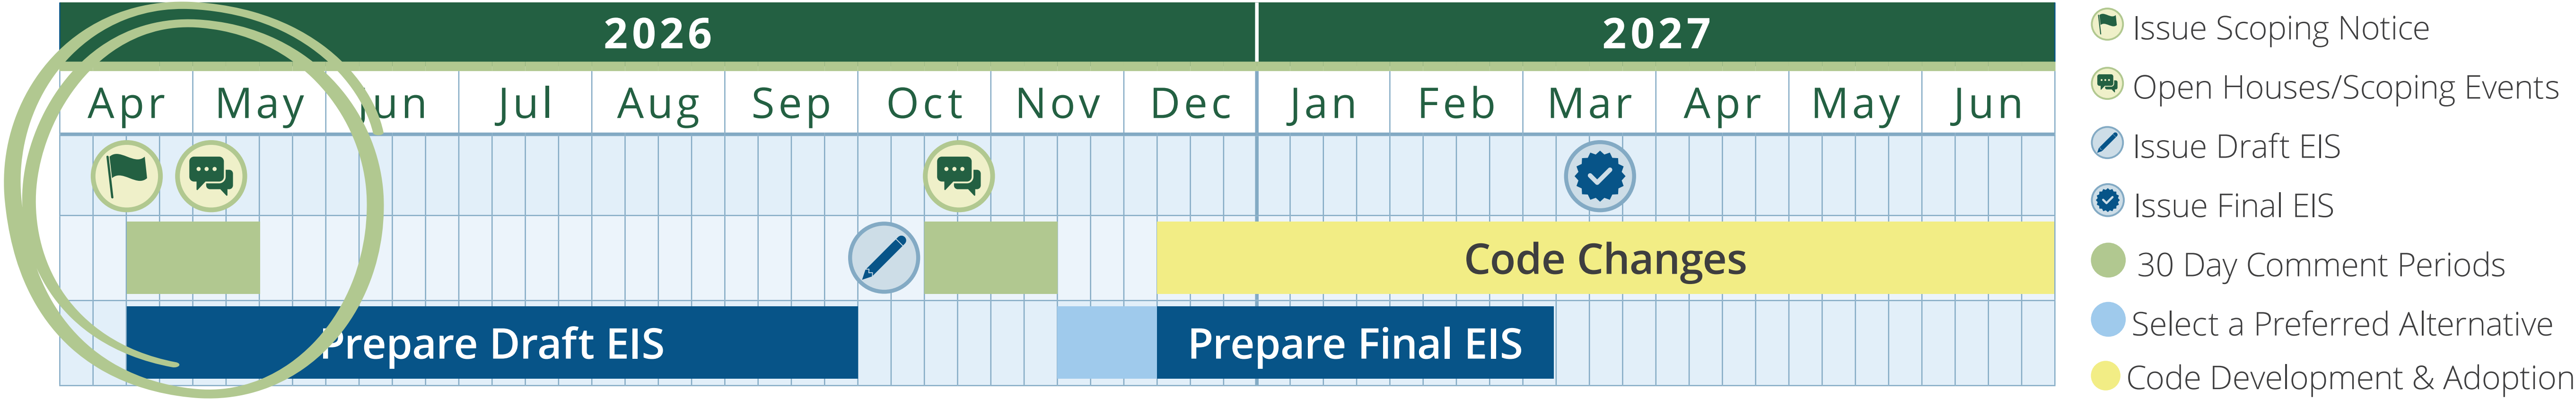 2026
2027
Apr May Jun Jul Aug Sep Oct Nov Dec Jan Feb Mar Apr May Jun
Code Changes
Prepare Draft EIS
Prepare Final EIS
Issue Scoping Notice
Open Houses/Scoping Events
Issue Draft EIS
Issue Final EIS
30 Day Comment Periods
Select a Preferred Alternative
Code Development & Adoption